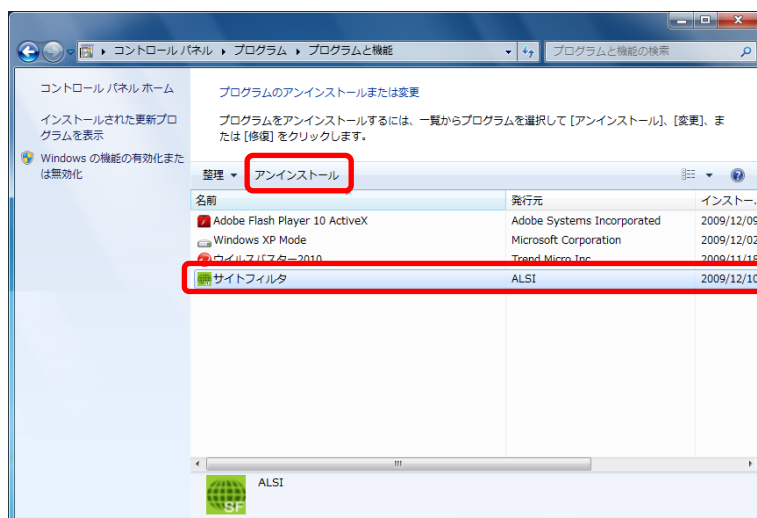 コントロール パネル ▸ プログラム ▸ プログラムと機能
プログラムと機能の検索
コントロール パネル ホーム
インストールされた更新プロ
グラムを表示
Windows の機能の有効化また
は無効化
プログラムのアンインストールまたは変更
プログラムをアンインストールするには、一覧からプログラムを選択して [アンインストール]、[変更]、ま
たは [修復] をクリックします。
整理 アンインストール
名前 発行元 インストー...
Adobe Flash Player 10 ActiveX Adobe Systems Incorporated 2009/12/09
Windows XP Mode Microsoft Corporation 2009/12/02
ウイルスバスター2010 Trend Micro Inc. 2009/11/18
サイトフィルタ ALSI 2009/12/10
ALSI
SF